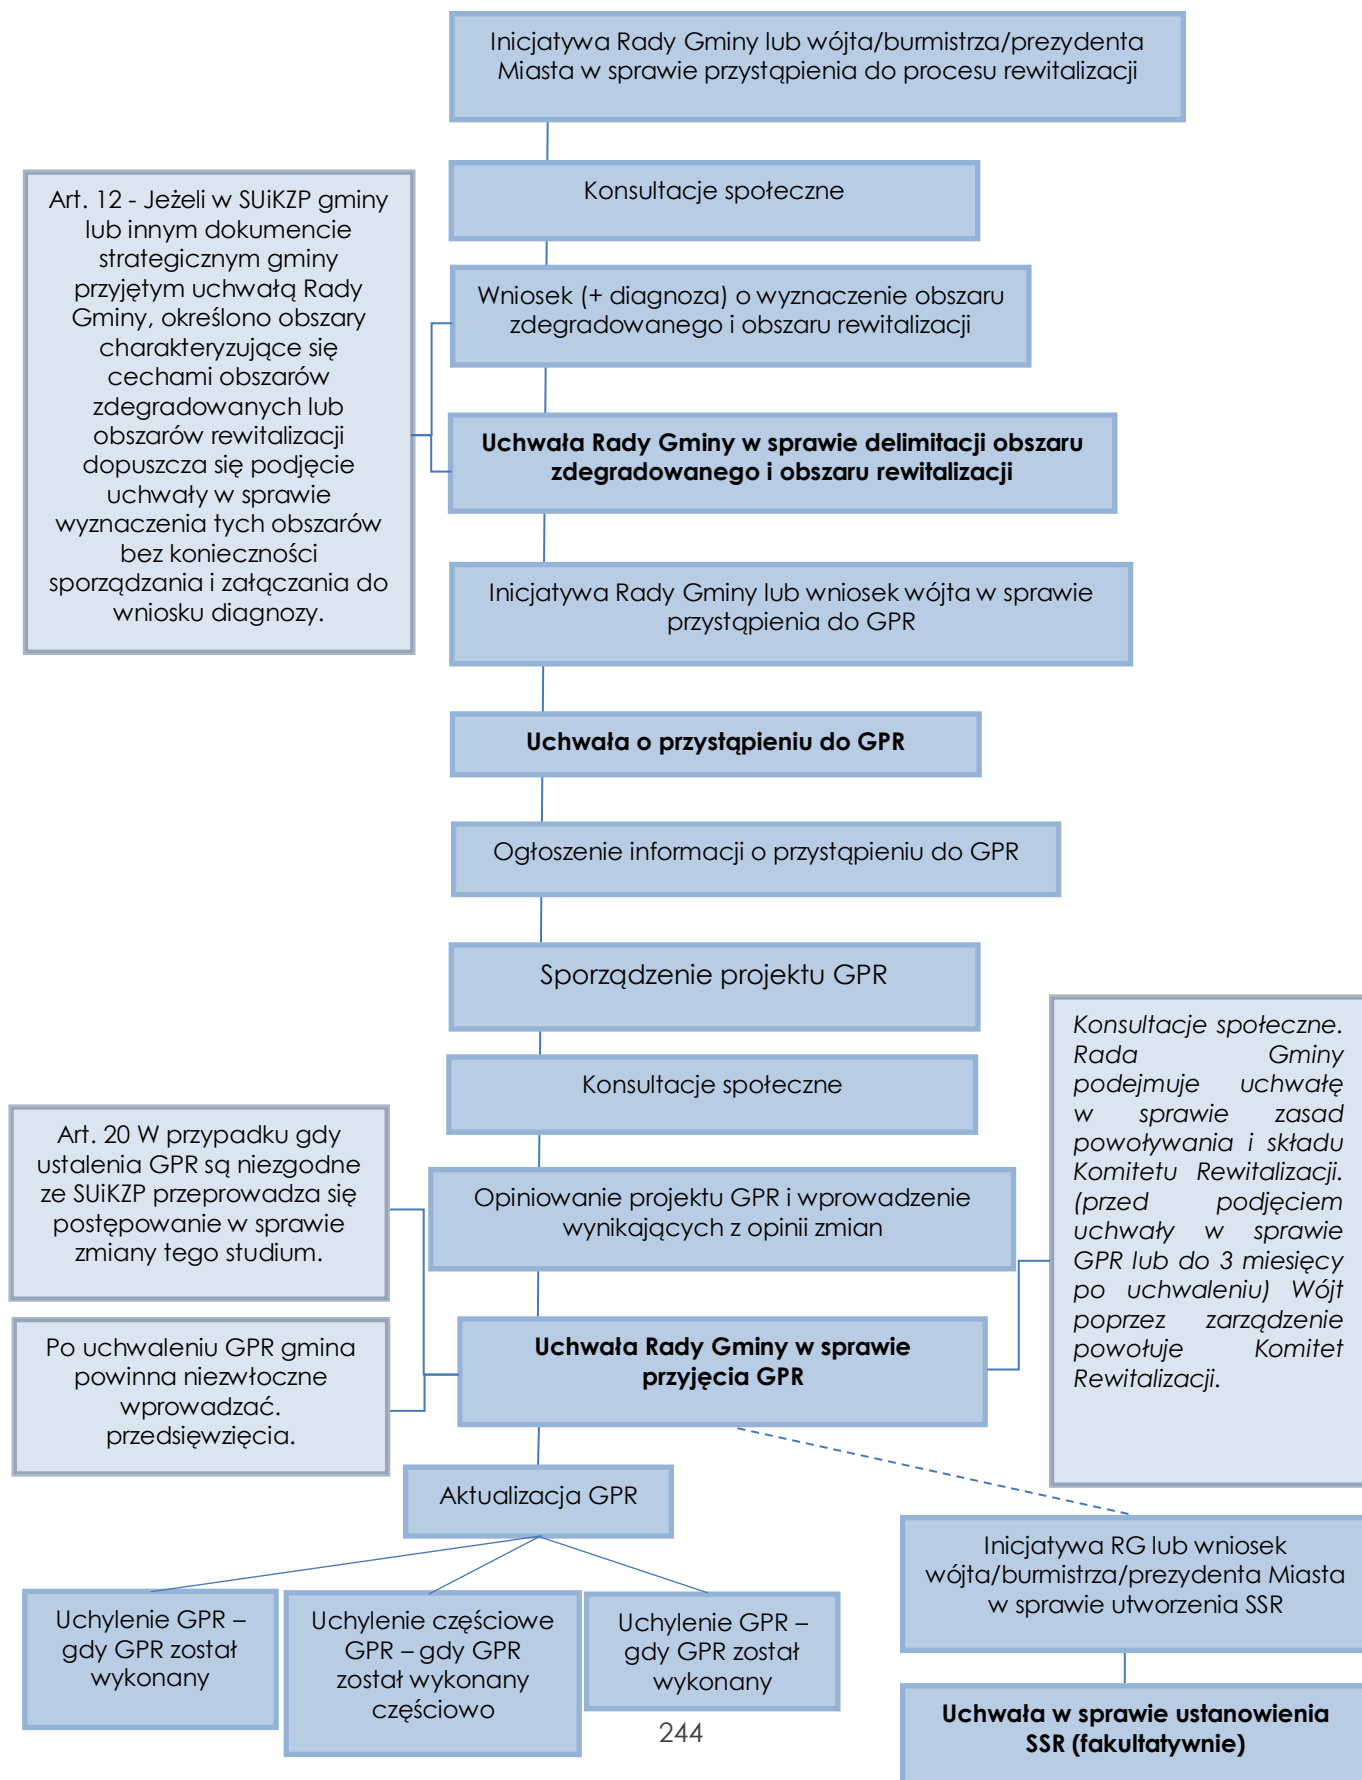 Inicjatywa Rady Gminy lub wójta/burmistrza/prezydenta
Miasta w sprawie przystąpienia do procesu rewitalizacji
Konsultacje społeczne
Art. 12 - Jeżeli w SUiKZP gminy
lub innym dokumencie
strategicznym gminy
przyjętym uchwałą Rady
Gminy, określono obszary
charakteryzujące się
cechami obszarów
zdegradowanych lub
obszarów rewitalizacji
dopuszcza się podjęcie
uchwały w sprawie
wyznaczenia tych obszarów
bez konieczności
sporządzania i załączania do
wniosku diagnozy.
Wniosek (+ diagnoza) o wyznaczenie obszaru
zdegradowanego i obszaru rewitalizacji
Uchwała Rady Gminy w sprawie delimitacji obszaru
zdegradowanego i obszaru rewitalizacji
Inicjatywa Rady Gminy lub wniosek wójta w sprawie
przystąpienia do GPR
Uchwała o przystąpieniu do GPR
Ogłoszenie informacji o przystąpieniu do GPR
Sporządzenie projektu GPR
Konsultacje społeczne
Konsultacje społeczne.
Rada Gminy
podejmuje uchwałę
w sprawie zasad
powoływania i składu
Komitetu Rewitalizacji.
(przed podjęciem
uchwały w sprawie
GPR lub do 3 miesięcy
po uchwaleniu) Wójt
poprzez zarządzenie
powołuje Komitet
Rewitalizacji.
Art. 20 W przypadku gdy
ustalenia GPR są niezgodne
ze SUiKZP przeprowadza się
postępowanie w sprawie
zmiany tego studium.
Opiniowanie projektu GPR i wprowadzenie
wynikających z opinii zmian
Po uchwaleniu GPR gmina
powinna niezwłoczne
wprowadzać.
przedsięwzięcia.
Uchwała Rady Gminy w sprawie
przyjęcia GPR
Aktualizacja GPR
Inicjatywa RG lub wniosek
wójta/burmistrza/prezydenta Miasta
w sprawie utworzenia SSR
Uchylenie GPR –
gdy GPR został
wykonany
Uchylenie częściowe
GPR – gdy GPR
został wykonany
częściowo
Uchylenie GPR –
gdy GPR został
wykonany
Uchwała w sprawie ustanowienia
SSR (fakultatywnie)
244